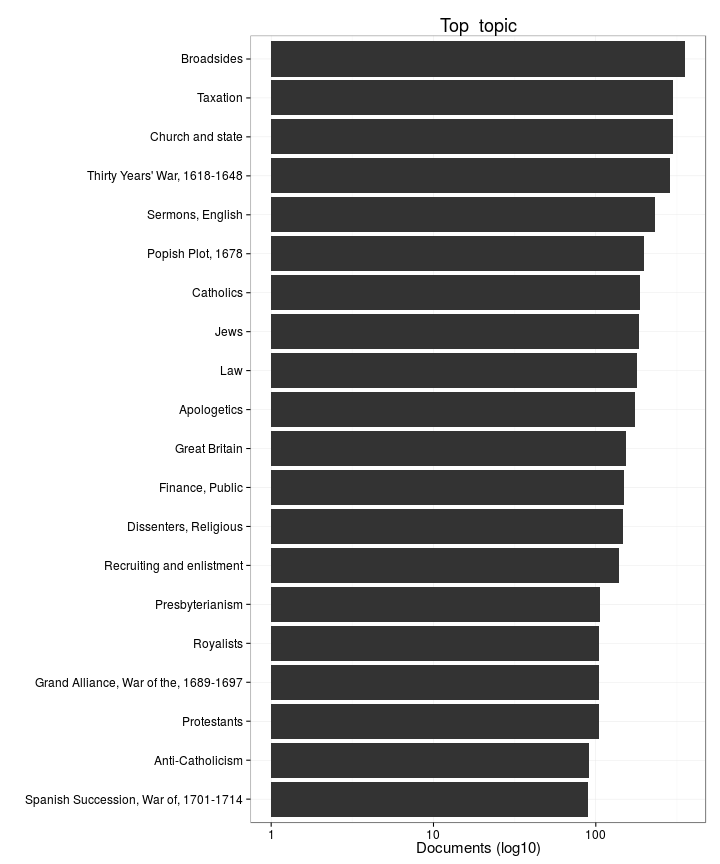 Top topic
Broadsides
Taxation
Church and state
Thirty Years' War, 1618-1648
Sermons, English
Popish Plot, 1678
Catholics
Jews
Law
Apologetics
Great Britain
Finance, Public
Dissenters, Religious
Recruiting and enlistment
Presbyterianism
Royalists
Grand Alliance, War of the, 1689-1697
Protestants
Anti-Catholicism
Spanish Succession, War of, 1701-1714
1 10 100
Documents (log10)